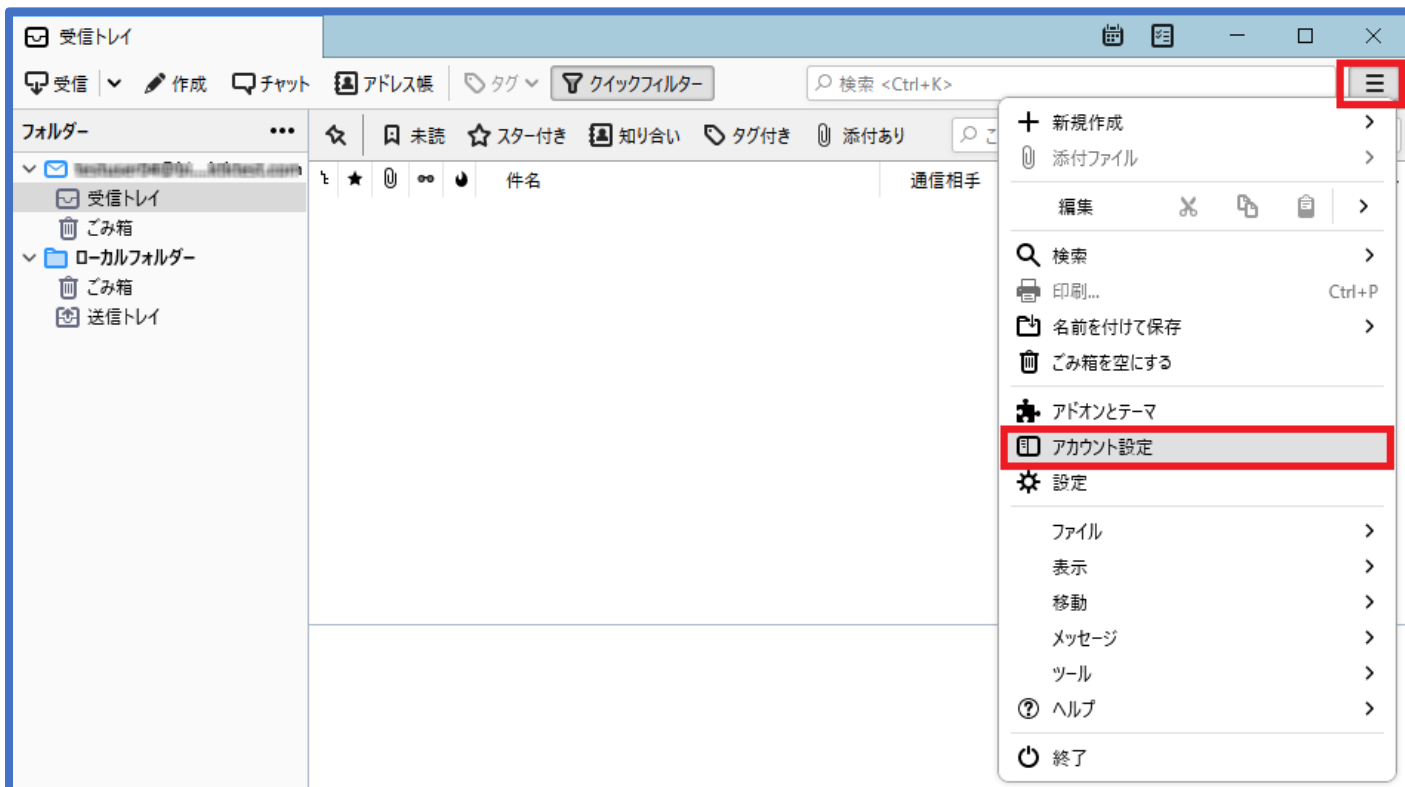 受信トレイ
受信 作成 チャット アドレス帳 タグ クイックフィルター 検索 <Ctrl+K>
フォルダー 未読 スター付き 知り合い タグ付き 添付あり
件名 通信相手
受信トレイ
ごみ箱
ローカルフォルダー
ごみ箱
送信トレイ
新規作成
添付ファイル
編集
検索
印刷... Ctrl+P
名前を付けて保存
ごみ箱を空にする
アドオンとテーマ
アカウント設定
設定
ファイル
表示
移動
メッセージ
ツール
ヘルプ
終了